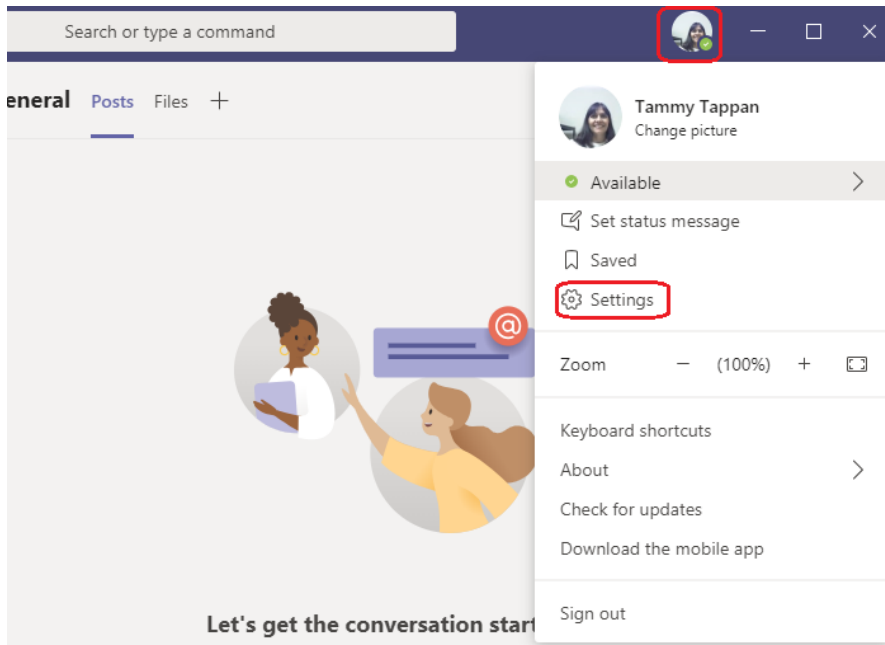 Search or type a command
eneral Posts Files +
Tammy Tappan
Change picture
Available
Set status message
Saved
Settings
@
Zoom − (100%) +
Keyboard shortcuts
About
Check for updates
Download the mobile app
Let's get the conversation start
Sign out